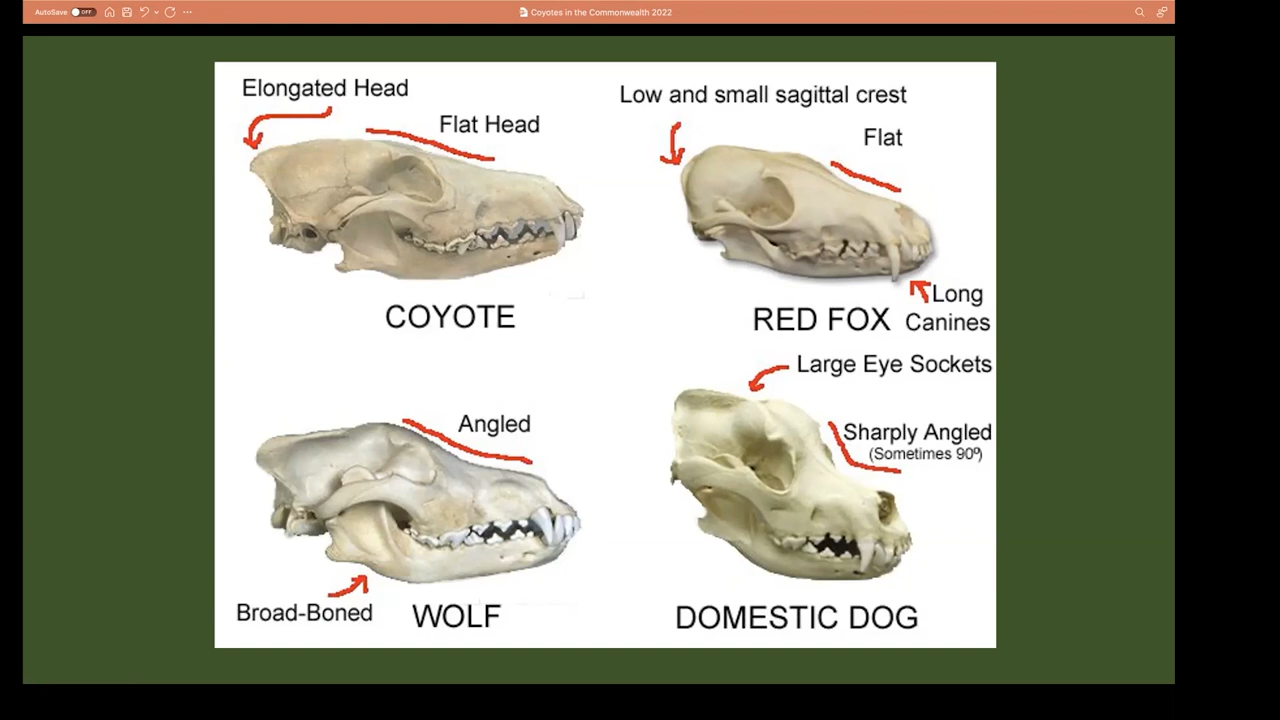 AutoSave OFF
Coyotes in the Commonwealth 2022
Elongated Head
Flat Head
COYOTE
Low and small sagittal crest
Flat
Long
Canines
RED FOX
Angled
Broad-Boned
WOLF
Large Eye Sockets
Sharply Angled
(Sometimes 90º)
DOMESTIC DOG